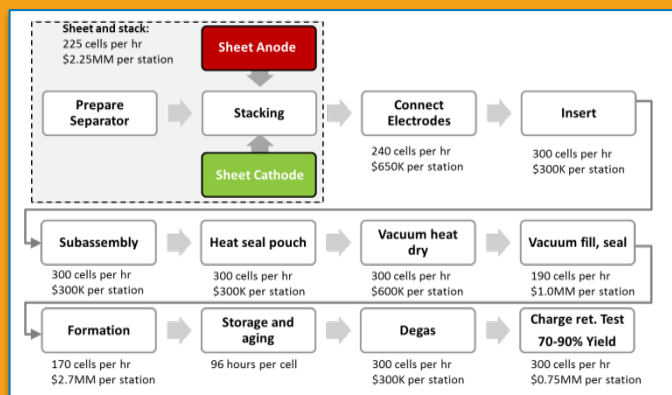 Sheet and stack:
225 cells per hr
$2.25MM per station
Sheet Anode
Prepare
Separator
Stacking
Connect
Electrodes
Insert
Sheet Cathode
240 cells per hr
$650K per station
300 cells per hr
$300K per station
Subassembly
Heat seal pouch
Vacuum heat
dry
Vacuum fill, seal
300 cells per hr
$300K per station
300 cells per hr
$300K per station
300 cells per hr
$600K per station
190 cells per hr
$1.0MM per station
Formation
Storage and
aging
Degas
Charge ret. Test
70-90% Yield
170 cells per hr
$2.7MM per station
96 hours per cell
300 cells per hr
$300K per station
300 cells per hr
$0.75MM per station